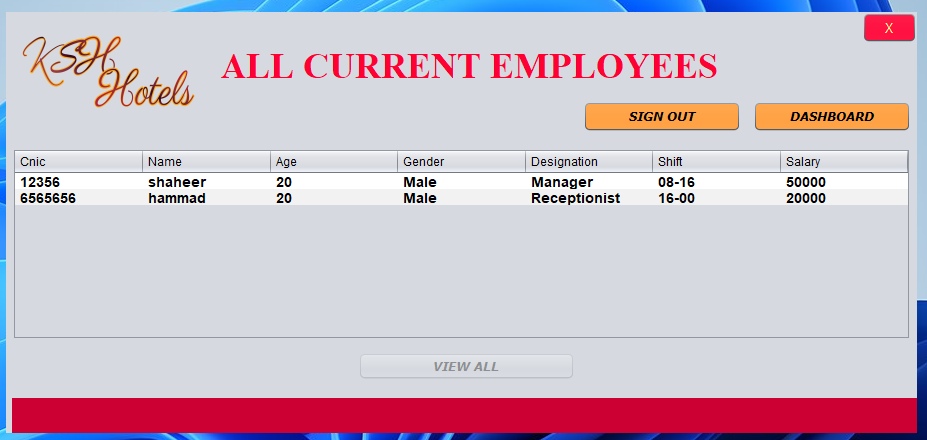 X
KSH
Hotels
ALL CURRENT EMPLOYEES
SIGN OUT DASHBOARD
Cnic Name Age Gender Designation Shift Salary
12356 shaheer 20 Male Manager 08-16 50000
6565656 hammad 20 Male Receptionist 16-00 20000
VIEW ALL